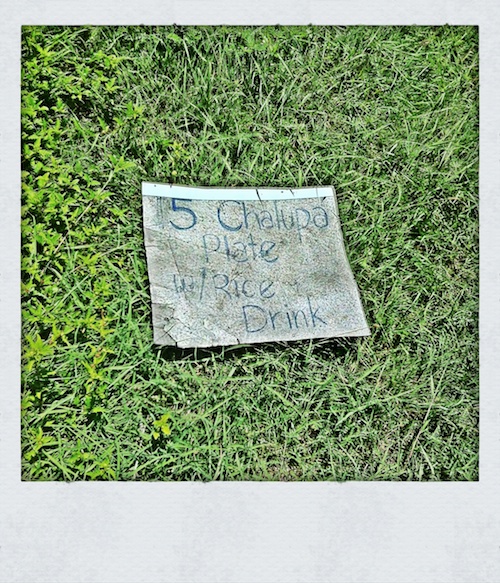 5 Chalupa
Plate
w/Rice
Drink